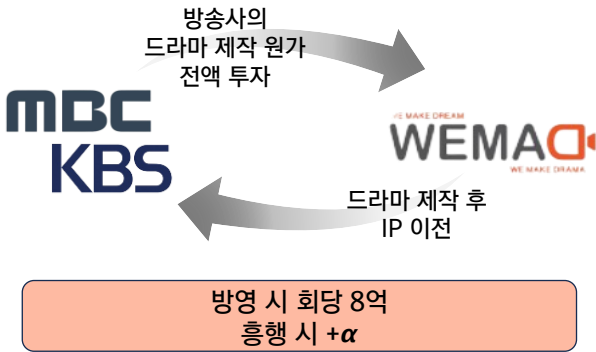 방송사의
드라마 제작 원가
전액 투자
MBC
KBS
WE MAKE DREAM
WEMAD
WE MAKE DRAMA
드라마 제작 후
IP 이전
방영 시 회당 8억
흥행 시 +α